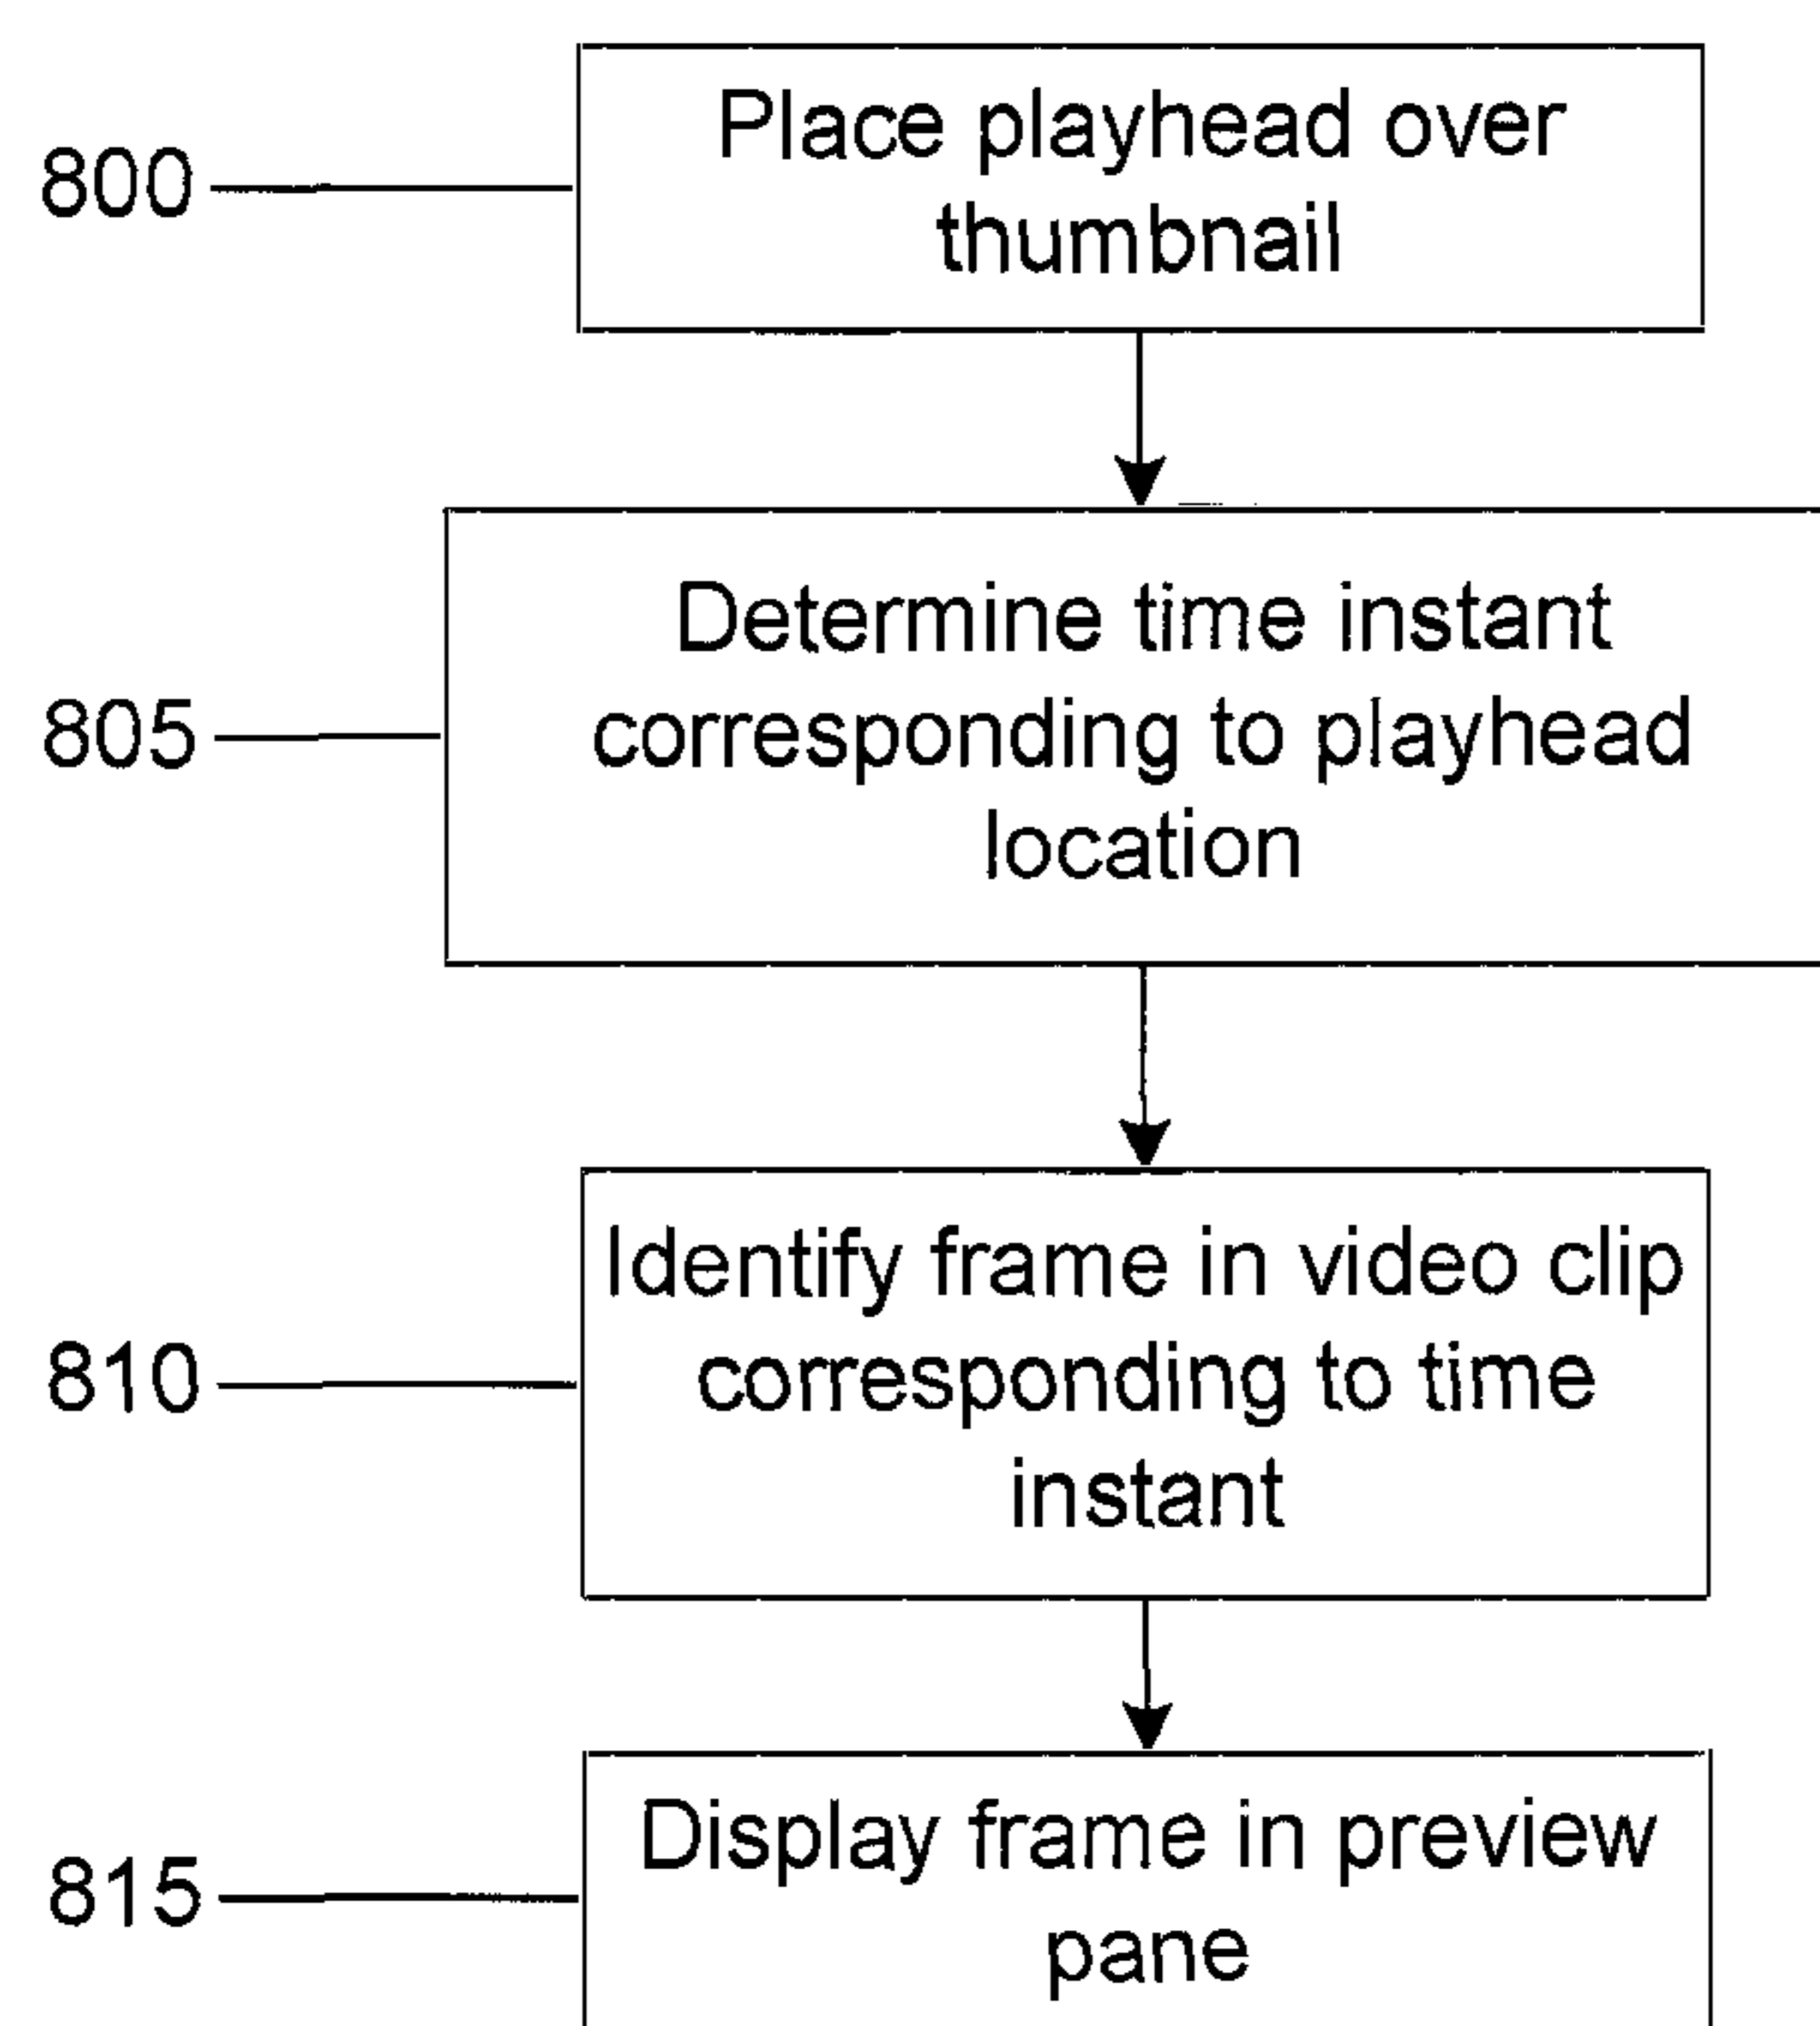 800
Place playhead over
thumbnail
805
Determine time instant
corresponding to playhead
location
810
Identify frame in video clip
corresponding to time
instant
815
Display frame in preview
pane